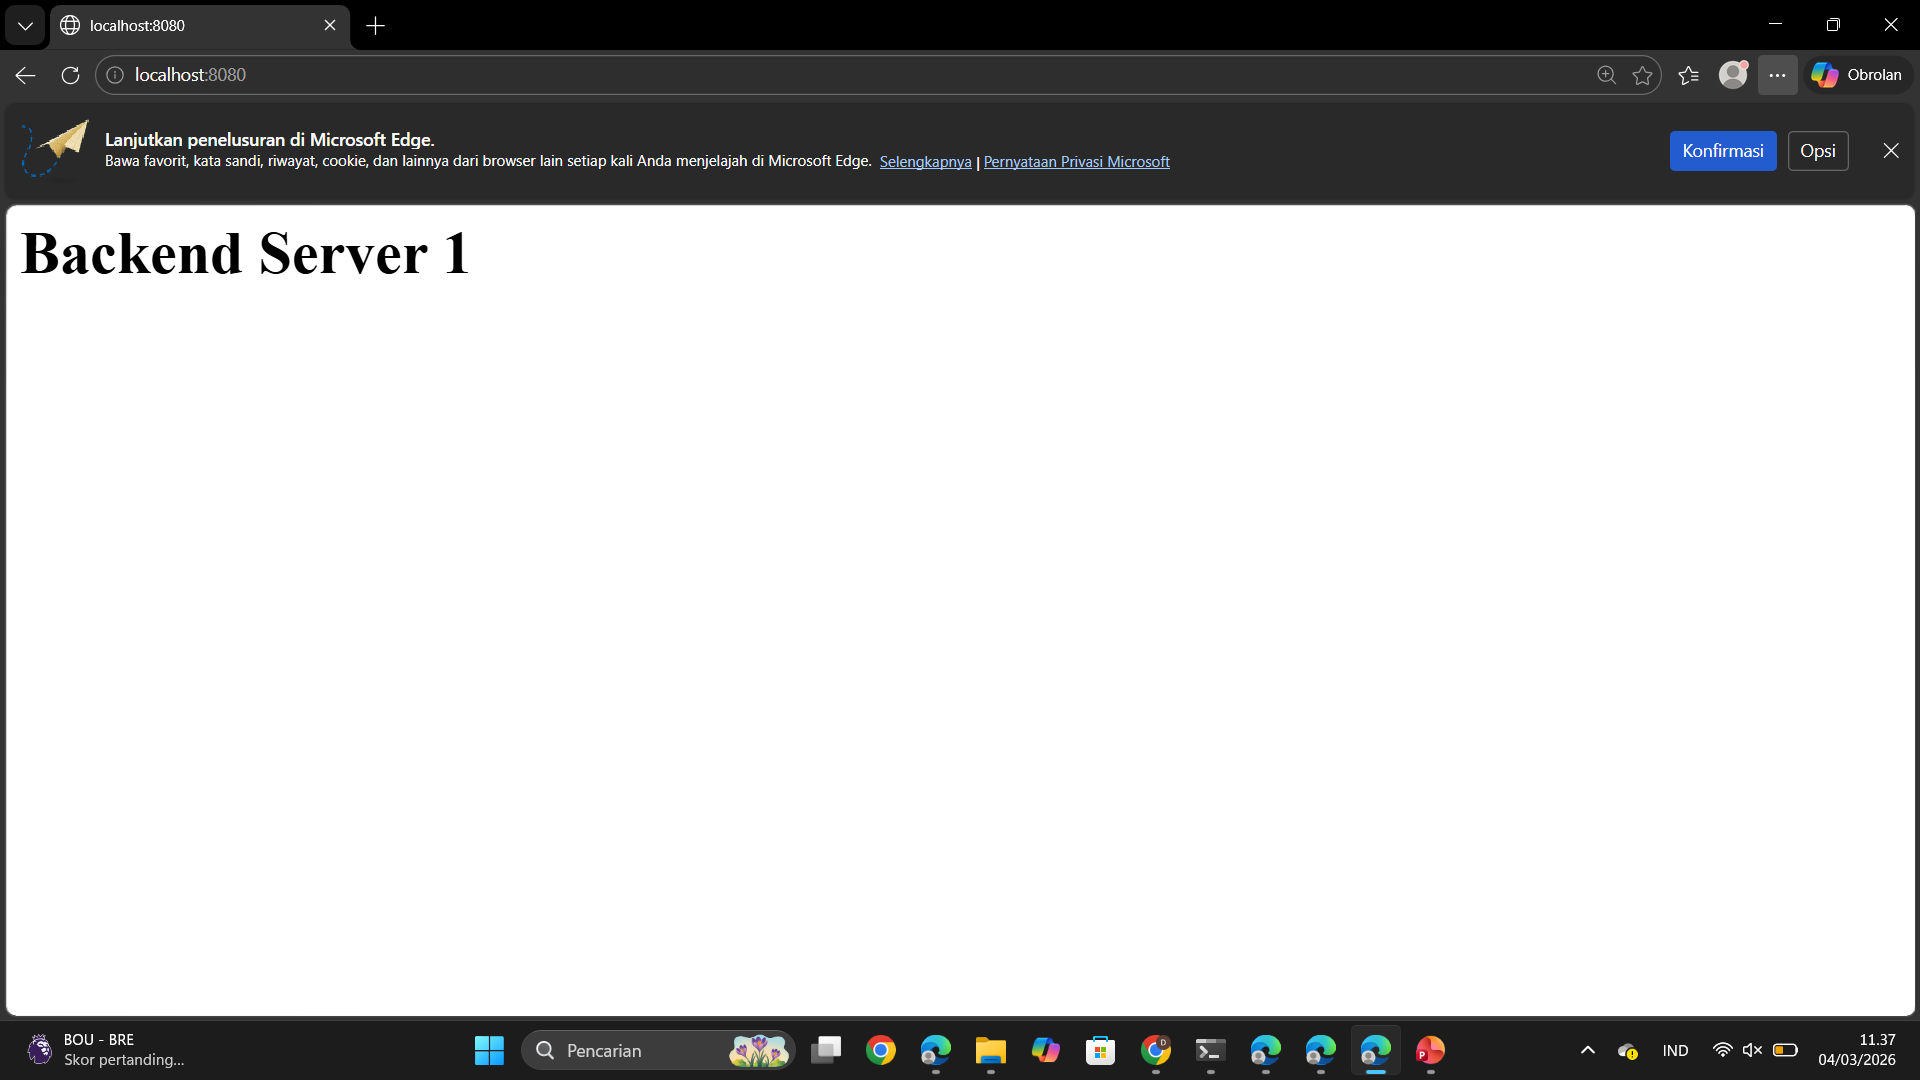 localhost:8080
localhost:8080
Obrolan
Lanjutkan penelusuran di Microsoft Edge.
Bawa favorit, kata sandi, riwayat, cookie, dan lainnya dari browser lain setiap kali Anda menjelajah di Microsoft Edge. Selengkapnya | Pernyataan Privasi Microsoft
Konfirmasi
Opsi
Backend Server 1
BOU - BRE
Skor pertanding...
Pencarian
D
P
IND
11.37
04/03/2026